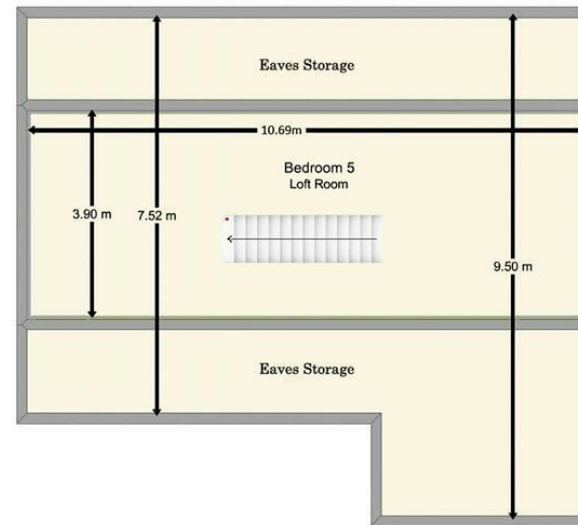 Eaves Storage
10.69m
Bedroom 5
Loft Room
3.90 m
7.52 m
9.50 m
Eaves Storage